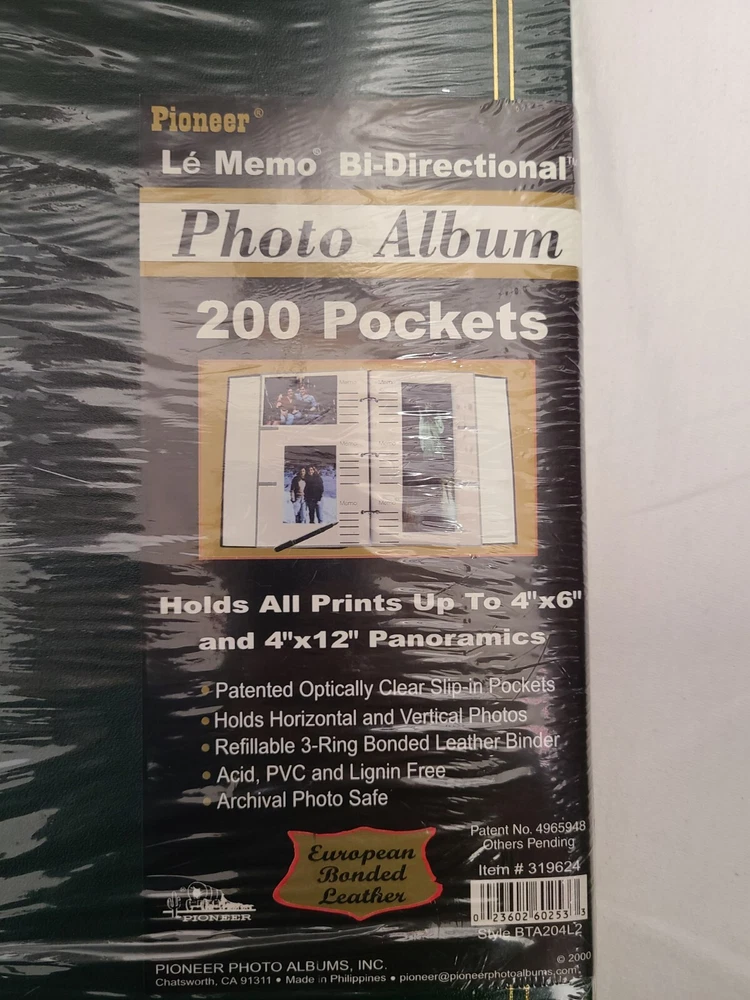 Pioneer®
Lé Memo® Bi-Directional™
Photo Album
200 Pockets
Holds All Prints Up To 4"x6"
and 4"x12" Panoramics
• Patented Optically Clear Slip-in Pockets
• Holds Horizontal and Vertical Photos
• Refillable 3-Ring Bonded Leather Binder
• Acid, PVC and Lignin Free
• Archival Photo Safe
European
Bonded
Leather
Patent No. 4965948
Others Pending
Item # 319624
0 23602 60253 3
Style BTA204L2
PIONEER
© 2000
PIONEER PHOTO ALBUMS, INC.
Chatsworth, CA 91311 • Made in Philippines • pioneer@pioneerphotoalbums.com